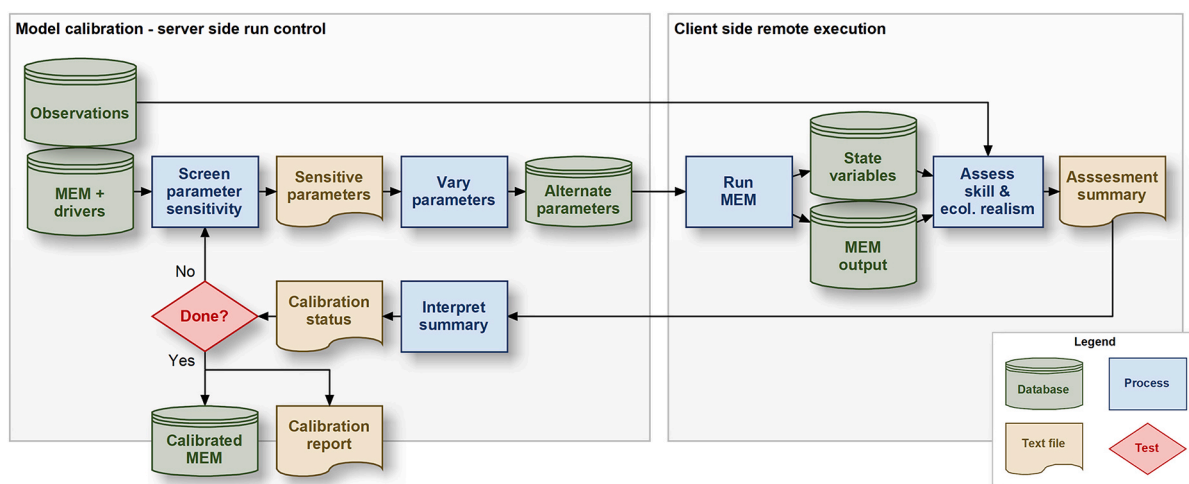 Model calibration - server side run control
Client side remote execution
Observations
MEM +
drivers
Screen
parameter
sensitivity
Sensitive
parameters
Vary
parameters
Alternate
parameters
Run
MEM
State
variables
MEM
output
Assess
skill &
ecol. realism
Asssesment
summary
No
Done?
Yes
Calibration
status
Interpret
summary
Calibrated
MEM
Calibration
report
Legend
Database
Process
Text file
Test